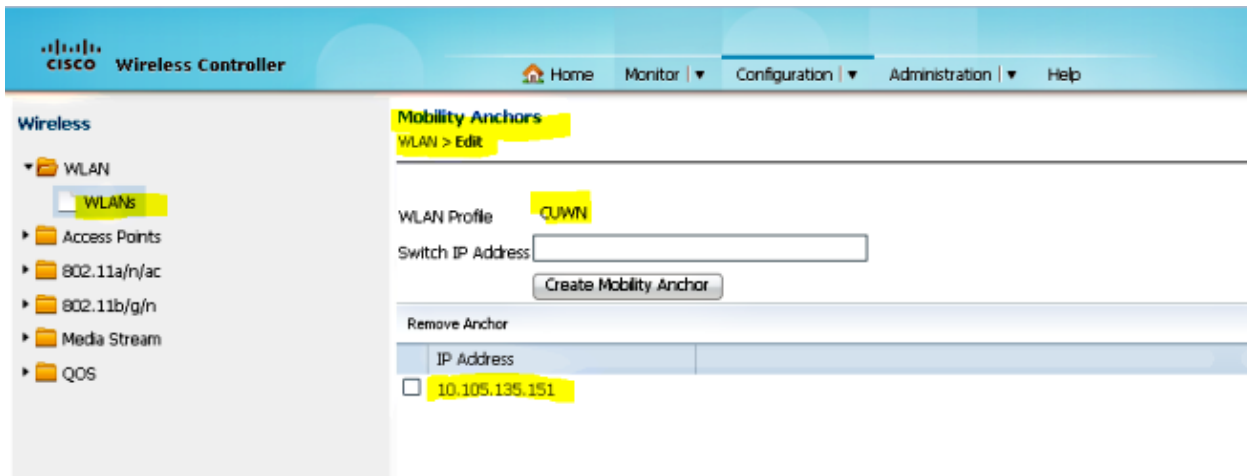 CISCO Wireless Controller
Home Monitor | ▼ Configuration | ▼ Administration | ▼ Help
Wireless
WLAN
WLANs
Access Points
802.11a/n/ac
802.11b/g/n
Media Stream
QOS
Mobility Anchors
WLAN > Edit
WLAN Profile CUWN
Switch IP Address
Create Mobility Anchor
Remove Anchor
IP Address
10.105.135.151